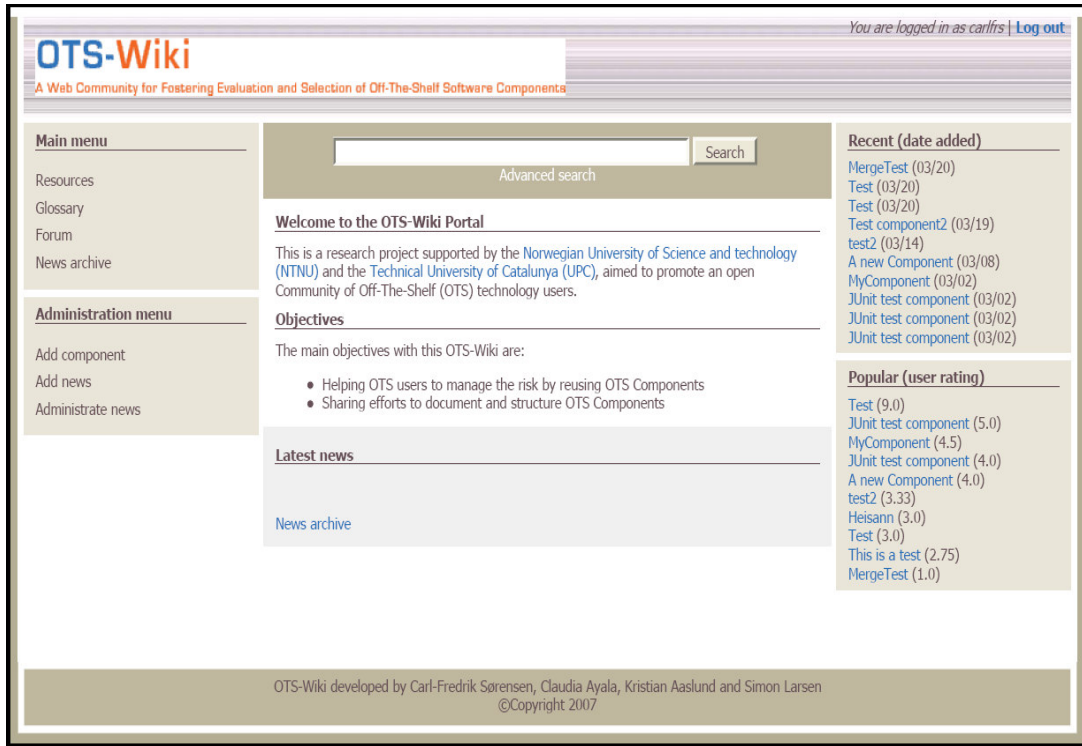 You are logged in as carlfrs | Log out
OTS-Wiki
A Web Community for Fostering Evaluation and Selection of Off-The-Shelf Software Components
Main menu
Resources
Glossary
Forum
News archive
Administration menu
Add component
Add news
Administrate news
Search
Advanced search
Welcome to the OTS-Wiki Portal
This is a research project supported by the Norwegian University of Science and technology
(NTNU) and the Technical University of Catalunya (UPC), aimed to promote an open
Community of Off-The-Shelf (OTS) technology users.
Objectives
The main objectives with this OTS-Wiki are:
● Helping OTS users to manage the risk by reusing OTS Components
● Sharing efforts to document and structure OTS Components
Latest news
News archive
Recent (date added)
MergeTest (03/20)
Test (03/20)
Test (03/20)
Test component2 (03/19)
test2 (03/14)
A new Component (03/08)
MyComponent (03/02)
JUnit test component (03/02)
JUnit test component (03/02)
JUnit test component (03/02)
Popular (user rating)
Test (9.0)
JUnit test component (5.0)
MyComponent (4.5)
JUnit test component (4.0)
A new Component (4.0)
test2 (3.33)
Heisann (3.0)
Test (3.0)
This is a test (2.75)
MergeTest (1.0)
OTS-Wiki developed by Carl-Fredrik Sørensen, Claudia Ayala, Kristian Aaslund and Simon Larsen
©Copyright 2007